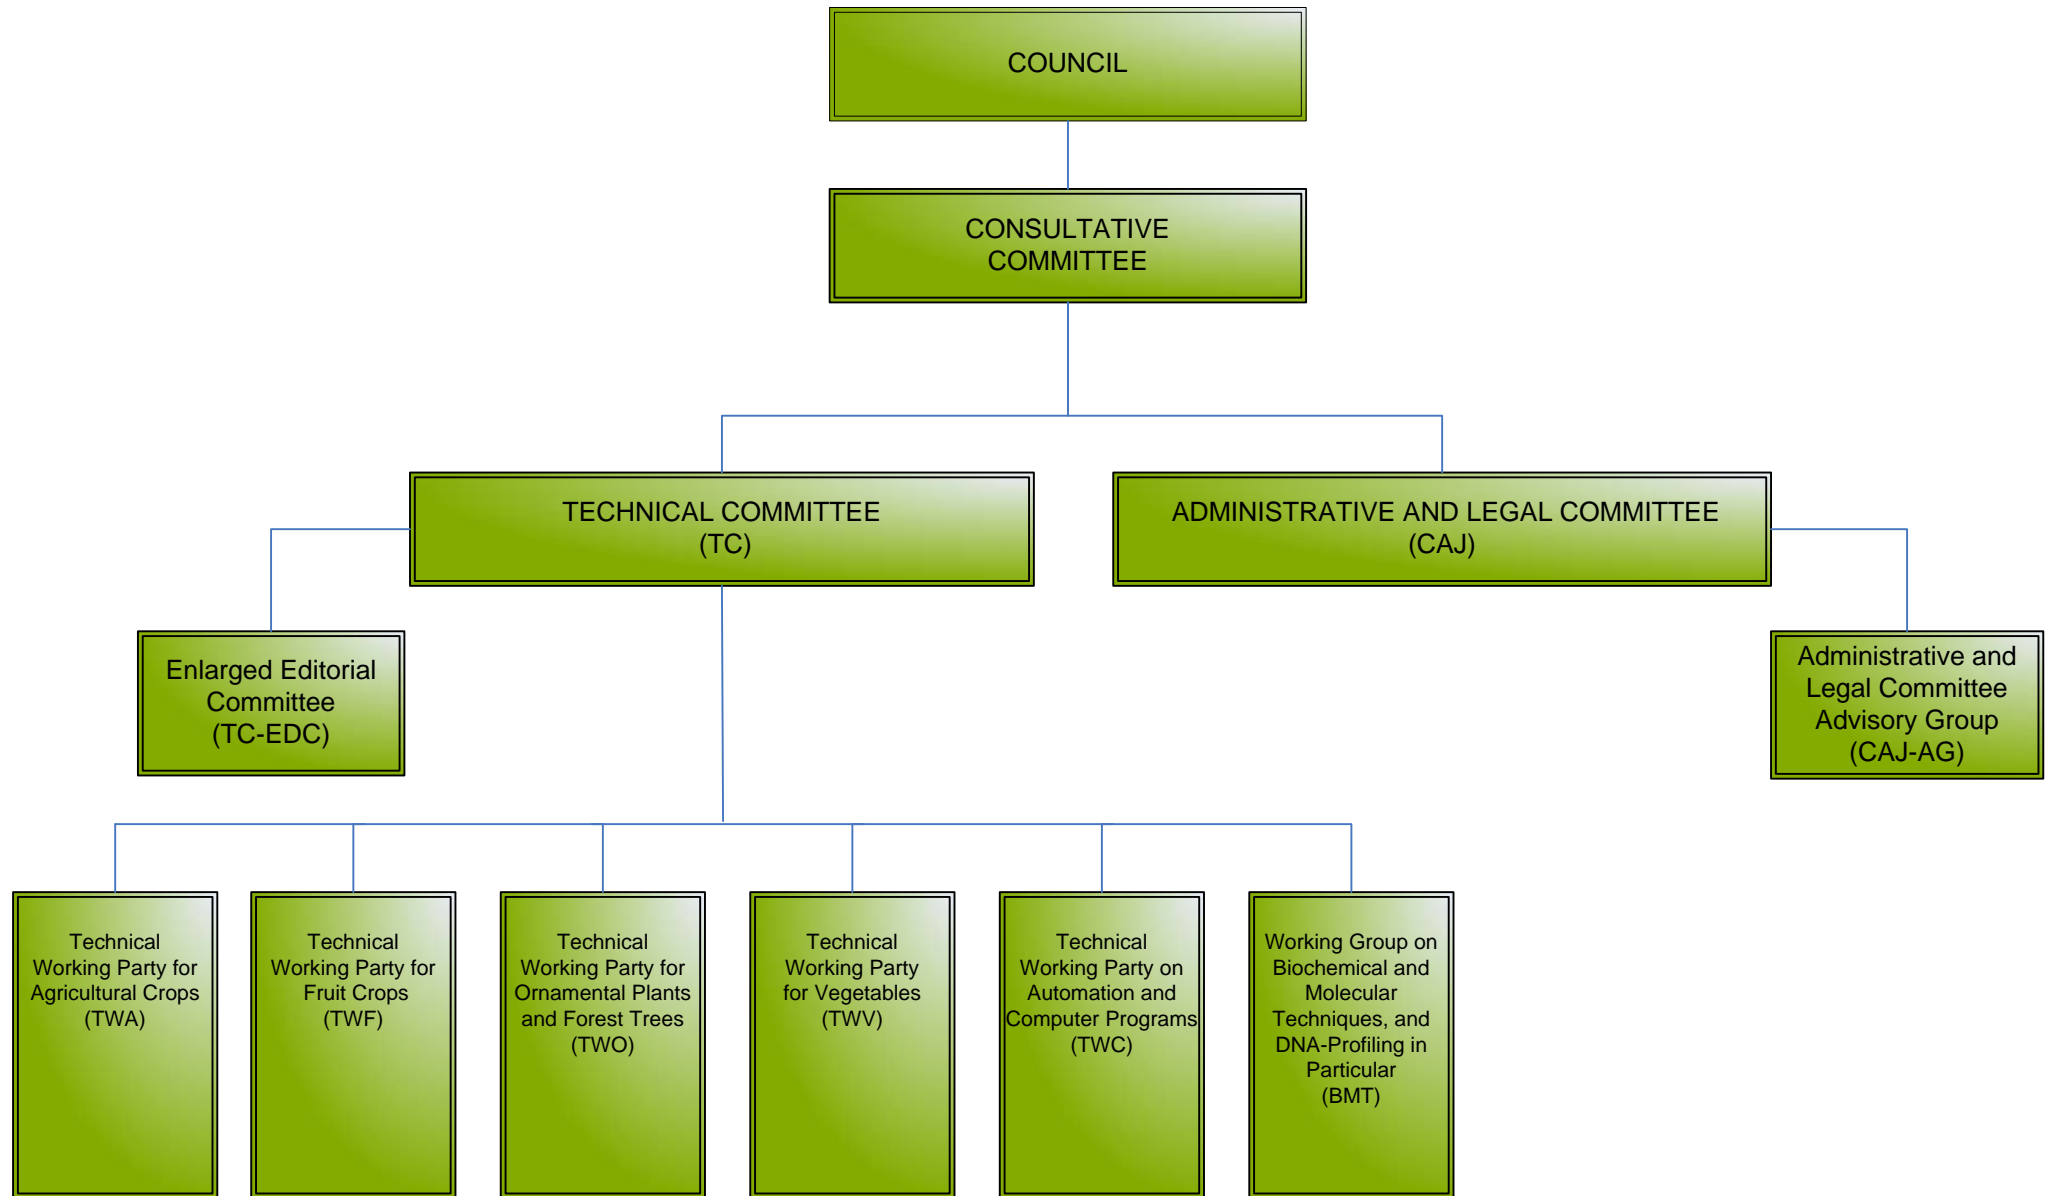 COUNCIL
CONSULTATIVE
COMMITTEE
TECHNICAL COMMITTEE
(TC)
ADMINISTRATIVE AND LEGAL COMMITTEE
(CAJ)
Enlarged Editorial
Committee
(TC-EDC)
Administrative and
Legal Committee
Advisory Group
(CAJ-AG)
Technical
Working Party for
Agricultural Crops
(TWA)
Technical
Working Party for
Fruit Crops
(TWF)
Technical
Working Party for
Ornamental Plants
and Forest Trees
(TWO)
Technical
Working Party
for Vegetables
(TWV)
Technical
Working Party on
Automation and
Computer Programs
(TWC)
Working Group on
Biochemical and
Molecular
Techniques, and
DNA-Profiling in
Particular
(BMT)